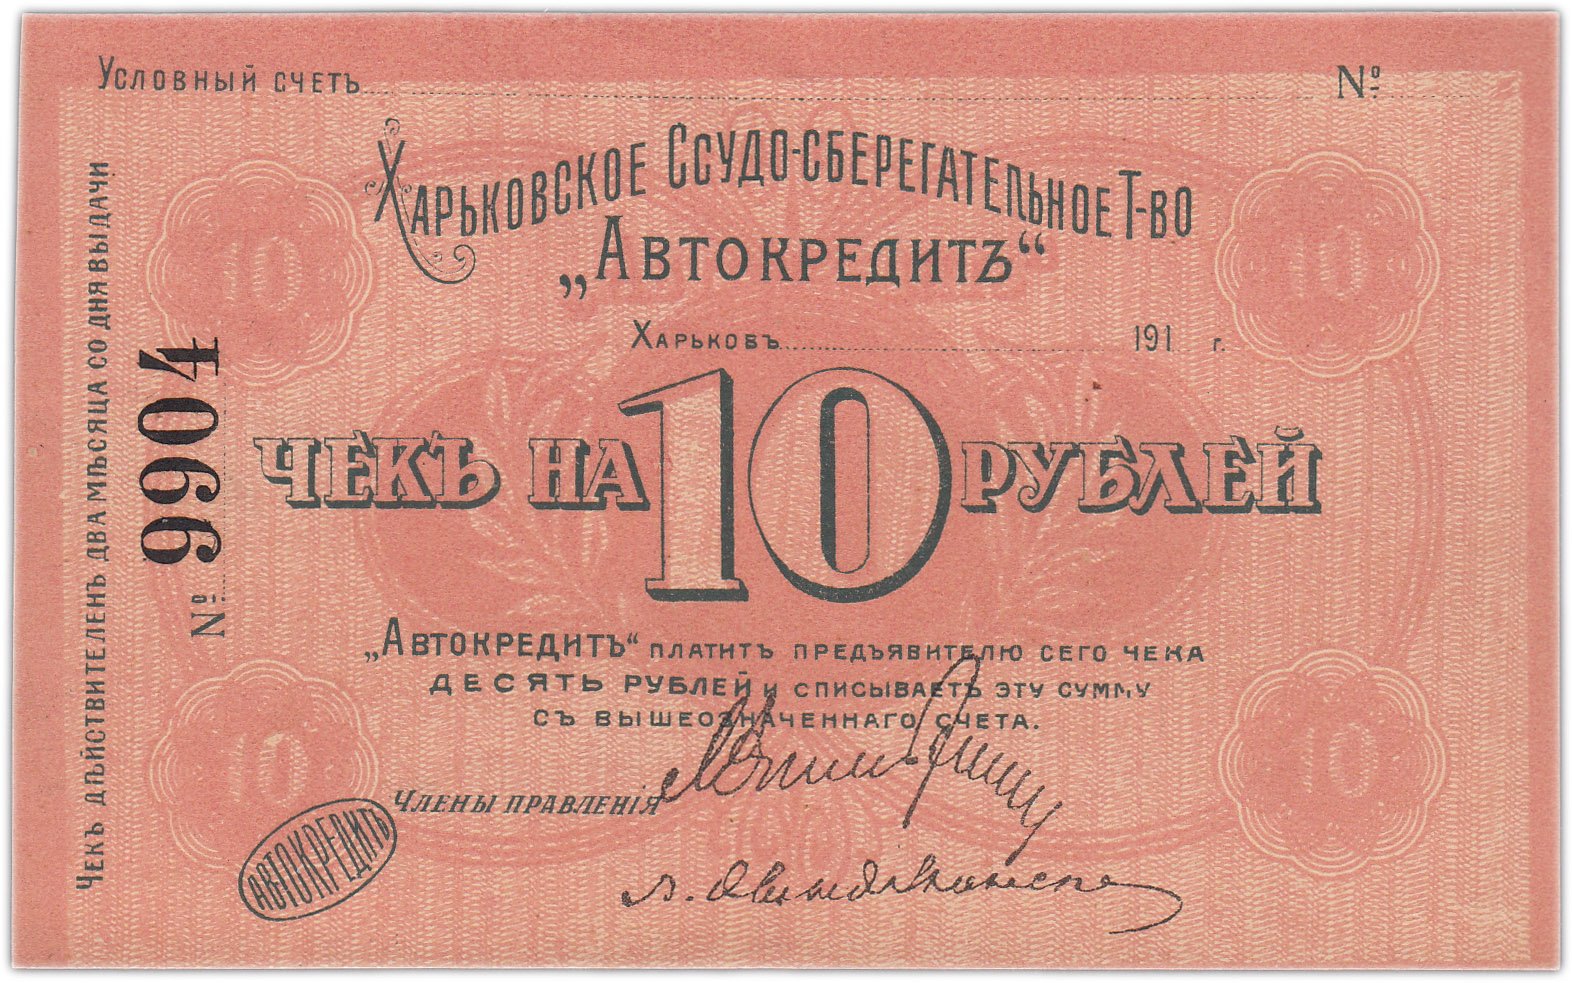 Условный счетъ № º
Харьковское Ссудо-сберегательное Т-во
„Автокредитъ“
Харьковъ 191 г.
Чекъ на 10 рублей
„Автокредитъ“ платитъ предъявителю сего чека
десять рублей и списываетъ эту сумму
съ вышеозначеннаго счета.
Члены правленія
АВТОКРЕДИТЪ
Чекъ дѣйствителенъ два мѣсяца со дня выдачи
№ 9904
10
10
10
10